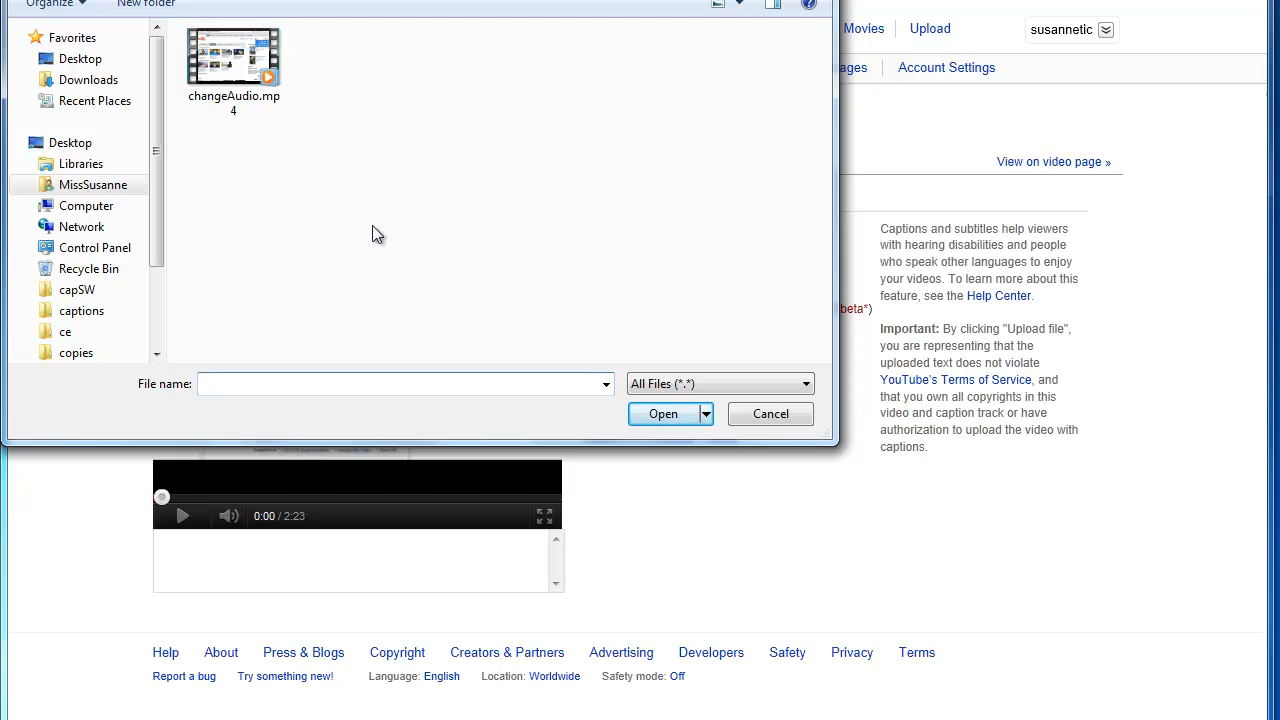 Organize
New folder
Favorites
Desktop
Downloads
Recent Places
Desktop
Libraries
MissSusanne
Computer
Network
Control Panel
Recycle Bin
capSW
captions
ce
copies
changeAudio.mp
4
File name:
All Files (*.*)
Open
Cancel
Movies
Upload
susannetic
ages
Account Settings
View on video page »
beta*)
Captions and subtitles help viewers
with hearing disabilities and people
who speak other languages to enjoy
your videos. To learn more about this
feature, see the Help Center.
Important: By clicking "Upload file",
you are representing that the
uploaded text does not violate
YouTube's Terms of Service, and
that you own all copyrights in this
video and caption track or have
authorization to upload the video with
captions.
0:00 / 2:23
Help About Press & Blogs Copyright Creators & Partners Advertising Developers Safety Privacy Terms
Report a bug Try something new! Language: English Location: Worldwide Safety mode: Off